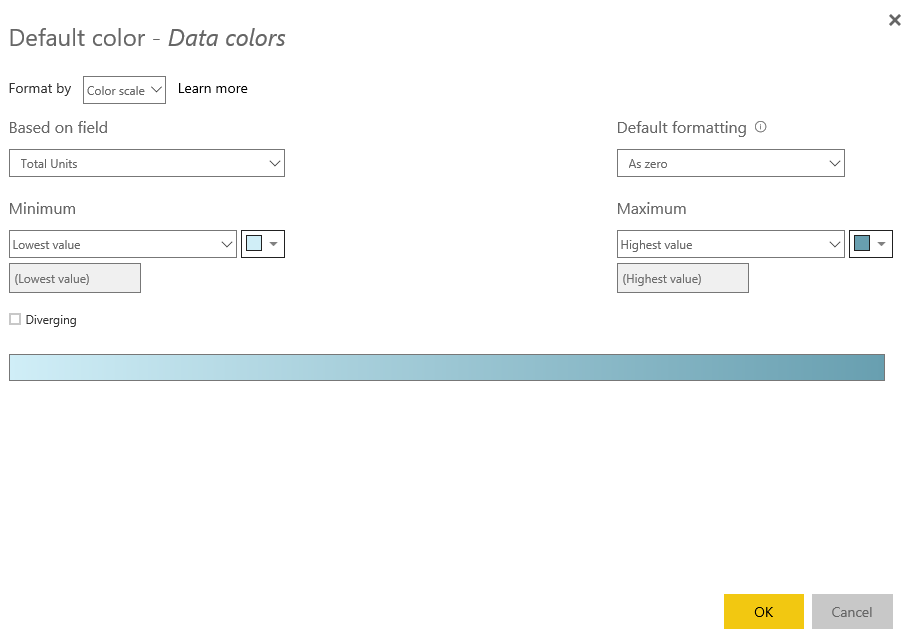 Default color - Data colors
Format by Color scale Learn more
Based on field Default formatting
Total Units As zero
Minimum Maximum
Lowest value Highest value
(Lowest value) (Highest value)
Diverging
OK Cancel